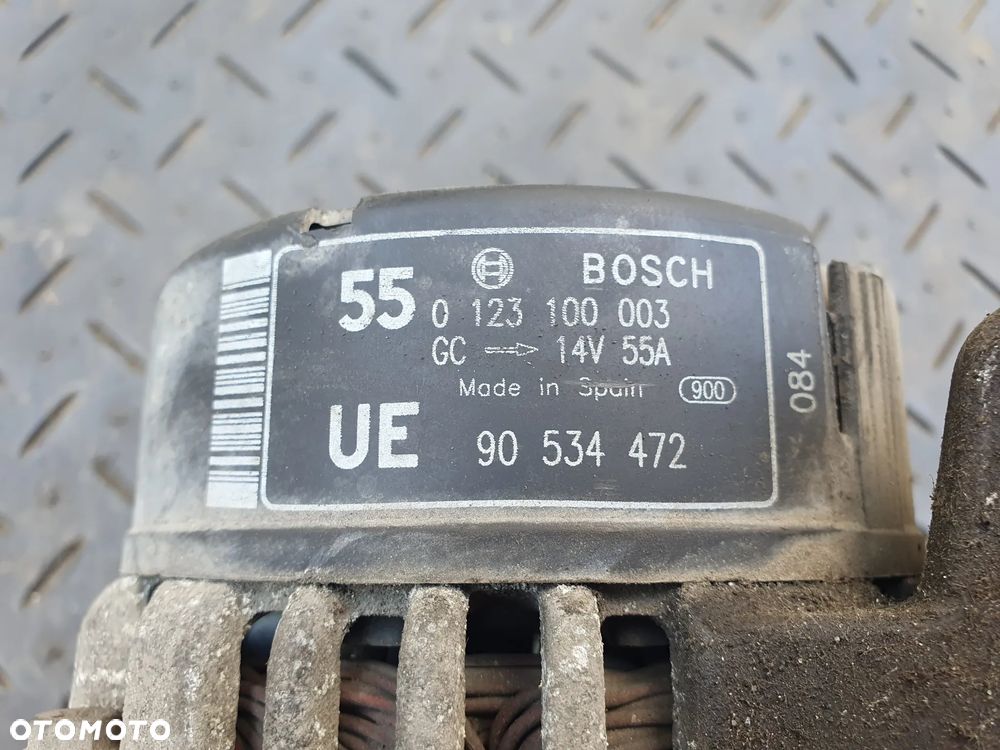 55 BOSCH
0 123 100 003
GC 14V 55A
Made in Spain 900
UE 90 534 472
084
OTOMOTO